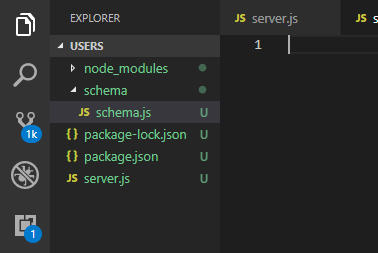 EXPLORER
USERS
node_modules
schema
JS schema.js U
{ } package-lock.json U
{ } package.json U
JS server.js U
1k
1
JS server.js
1